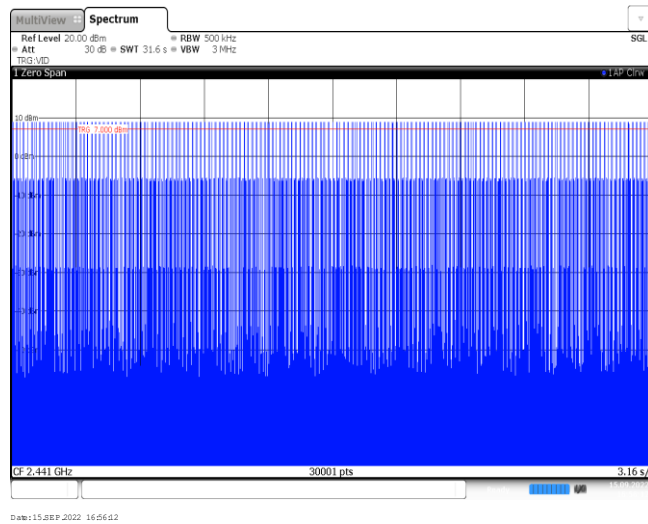 MultiView Spectrum
Ref Level 20.00 dBm RBW 500 kHz SGL
Att 30 dB SWT 31.6 s VBW 3 MHz
TRG:VID
1 Zero Span 1AP Clrw
10 dBm
TRG 7.000 dBm
0 dBm
CF 2.441 GHz 30001 pts 3.16 s/
Date:15.SEP.2022 16:56:12